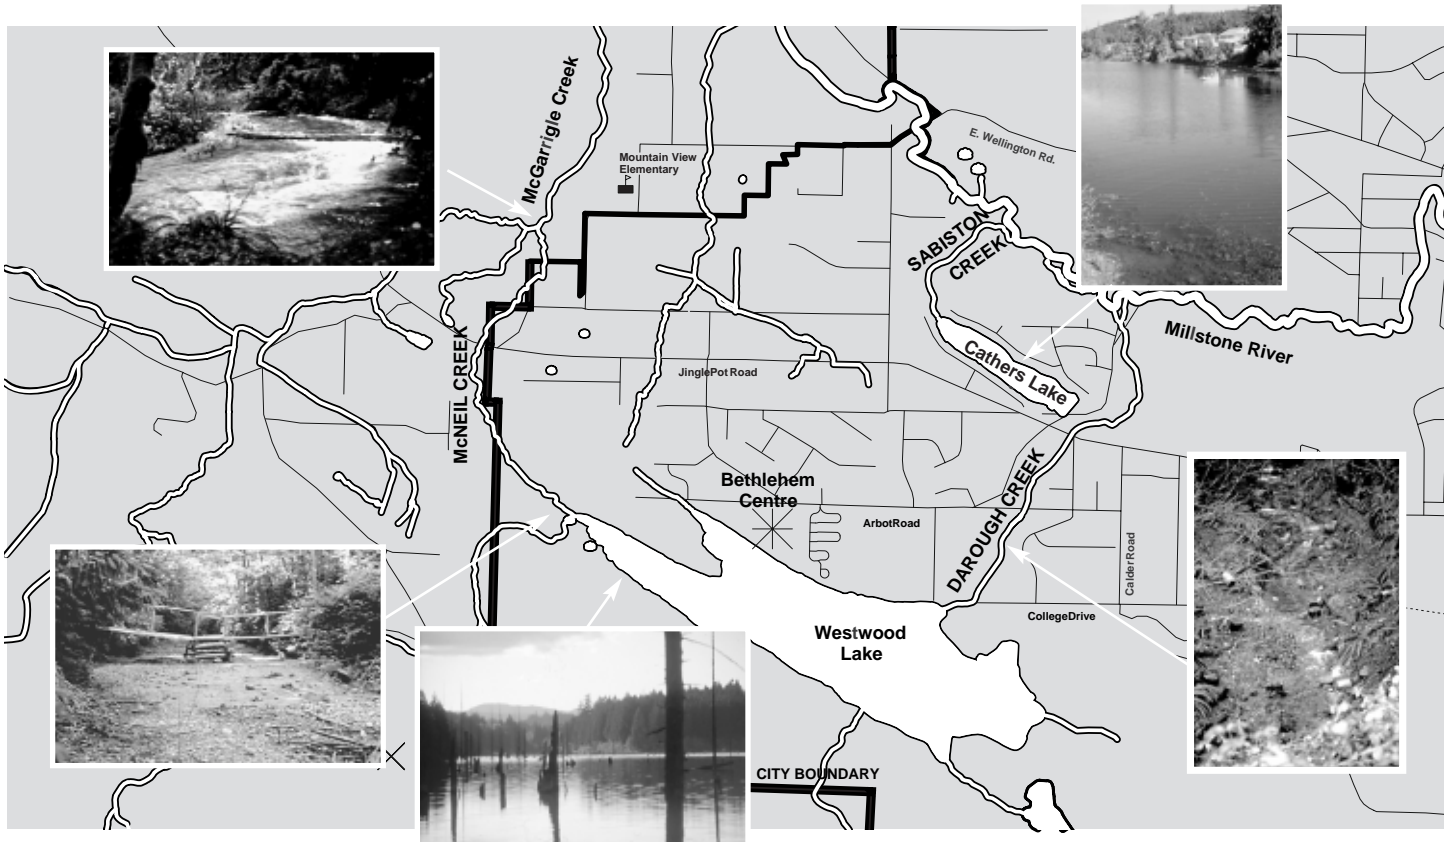 McGarrigle Creek
Mountain View
Elementary
E. Wellington Rd.
SABISTON
CREEK
Millstone River
Cathers Lake
McNEIL CREEK
JinglePot Road
Bethlehem
Centre
ArbotRoad
DAROUGH CREEK
CalderRoad
CollegeDrive
Westwood
Lake
CITY BOUNDARY